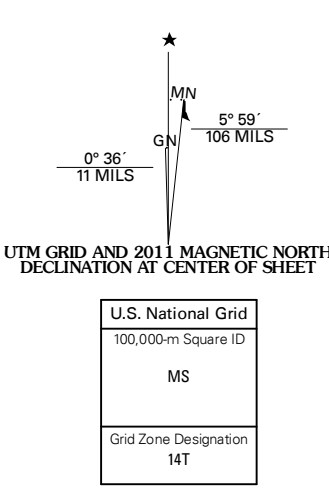 MN
GN
5° 59´
106 MILS
0° 36´
11 MILS
UTM GRID AND 2011 MAGNETIC NORTH
DECLINATION AT CENTER OF SHEET
U.S. National Grid
100,000-m Square ID
MS
Grid Zone Designation
14T